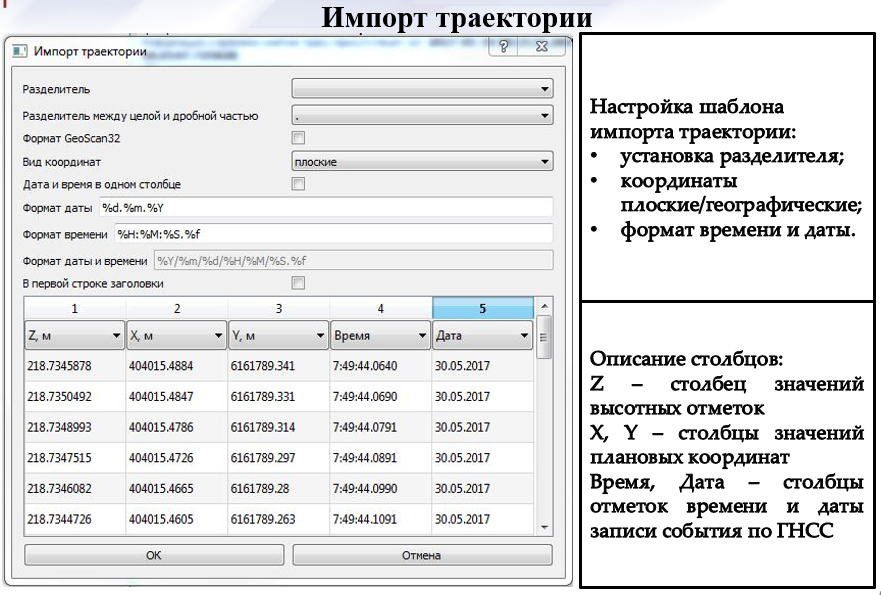 Импорт траектории
Импорт траектории
Разделитель
Разделитель между целой и дробной частью .
Формат GeoScan32
Вид координат плоские
Дата и время в одном столбце
Формат даты %d.%m.%Y
Формат времени %H:%M:%S.%f
Формат даты и времени %Y/%m/%d/%H/%M/%S.%f
В первой строке заголовки
1 2 3 4 5
Z, м X, м Y, м Время Дата
218.7345878 404015.4884 6161789.341 7:49:44.0640 30.05.2017
218.7350492 404015.4847 6161789.331 7:49:44.0690 30.05.2017
218.7348993 404015.4786 6161789.314 7:49:44.0791 30.05.2017
218.7347515 404015.4726 6161789.297 7:49:44.0891 30.05.2017
218.7346082 404015.4665 6161789.28 7:49:44.0990 30.05.2017
218.7344726 404015.4605 6161789.263 7:49:44.1091 30.05.2017
OK Отмена
Настройка шаблона
импорта траектории:
• установка разделителя;
• координаты
плоские/географические;
• формат времени и даты.
Описание столбцов:
Z – столбец значений
высотных отметок
X, Y – столбцы значений
плановых координат
Время, Дата – столбцы
отметок времени и даты
записи события по ГНСС